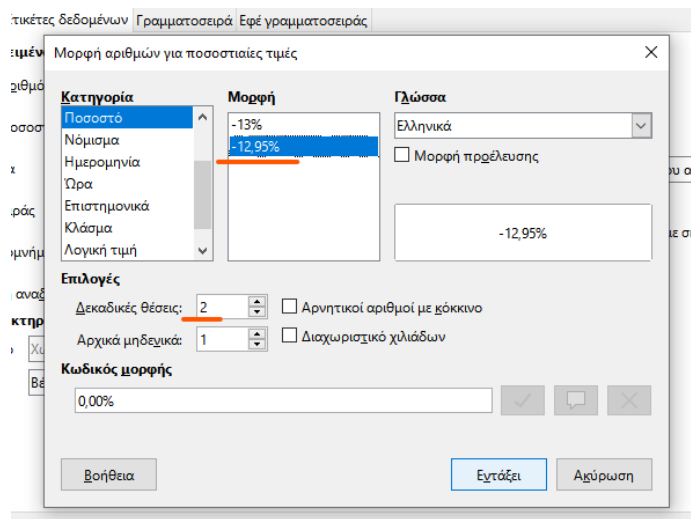 Ετικέτες δεδομένων Γραμματοσειρά Εφέ γραμματοσειράς
Μορφή αριθμών για ποσοστιαίες τιμές
Κατηγορία
Ποσοστό
Νόμισμα
Ημερομηνία
Ώρα
Επιστημονικά
Κλάσμα
Λογική τιμή
Μορφή
-13%
-12,95%
Γλώσσα
Ελληνικά
Μορφή προέλευσης
-12,95%
Επιλογές
Δεκαδικές θέσεις: 2 Αρνητικοί αριθμοί με κόκκινο
Αρχικά μηδενικά: 1 Διαχωριστικό χιλιάδων
Κωδικός μορφής
0,00%
Βοήθεια Εντάξει Ακύρωση